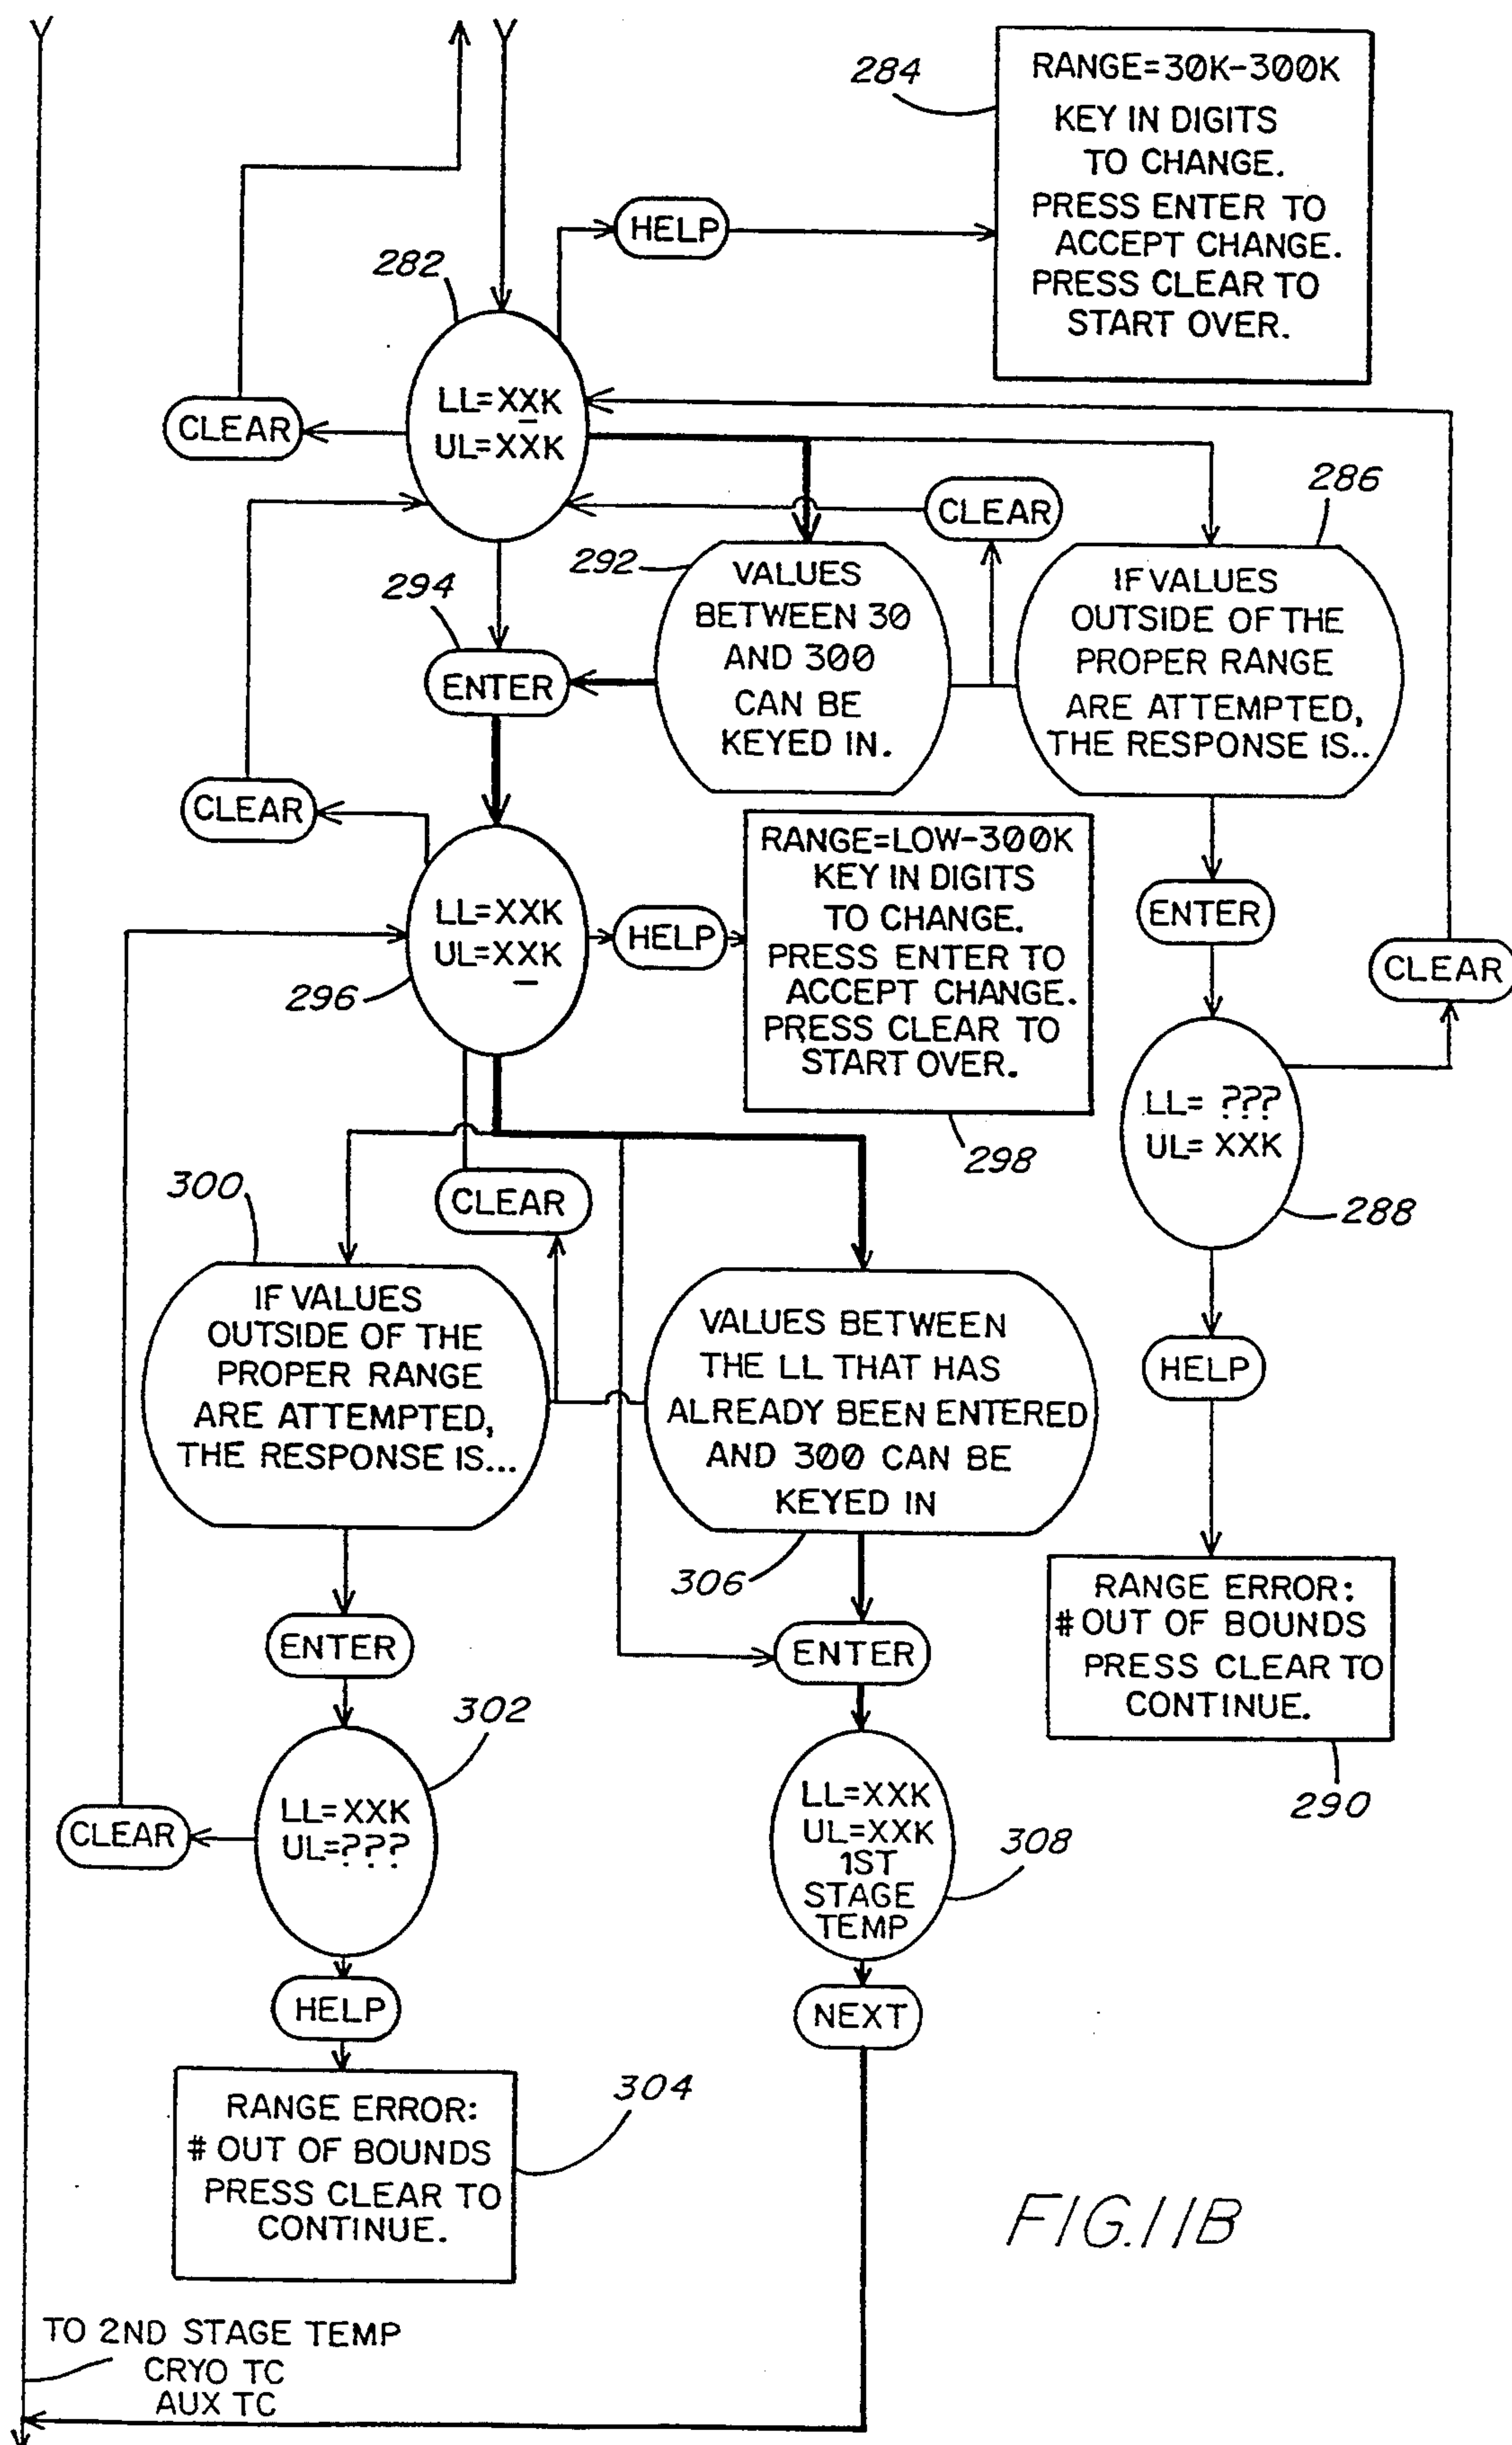 284
RANGE=30K-300K
KEY IN DIGITS
TO CHANGE.
PRESS ENTER TO
ACCEPT CHANGE.
PRESS CLEAR TO
START OVER.
HELP
282
LL=XXK
UL=XXK
CLEAR
CLEAR
286
IF VALUES
OUTSIDE OF THE
PROPER RANGE
ARE ATTEMPTED,
THE RESPONSE IS..
292
VALUES
BETWEEN 30
AND 300
CAN BE
KEYED IN.
294
ENTER
CLEAR
LL=XXK
UL=XXK
296
HELP
RANGE=LOW-300K
KEY IN DIGITS
TO CHANGE.
PRESS ENTER TO
ACCEPT CHANGE.
PRESS CLEAR TO
START OVER.
298
ENTER
CLEAR
LL= ???
UL= XXK
288
HELP
RANGE ERROR:
# OUT OF BOUNDS
PRESS CLEAR TO
CONTINUE.
290
CLEAR
300
IF VALUES
OUTSIDE OF THE
PROPER RANGE
ARE ATTEMPTED,
THE RESPONSE IS...
VALUES BETWEEN
THE LL THAT HAS
ALREADY BEEN ENTERED
AND 300 CAN BE
KEYED IN
306
ENTER
ENTER
302
LL=XXK
UL=???
CLEAR
HELP
RANGE ERROR:
# OUT OF BOUNDS
PRESS CLEAR TO
CONTINUE.
304
LL=XXK
UL=XXK
1ST
STAGE
TEMP
308
NEXT
TO 2ND STAGE TEMP
CRYO TC
AUX TC
FIG. 11B